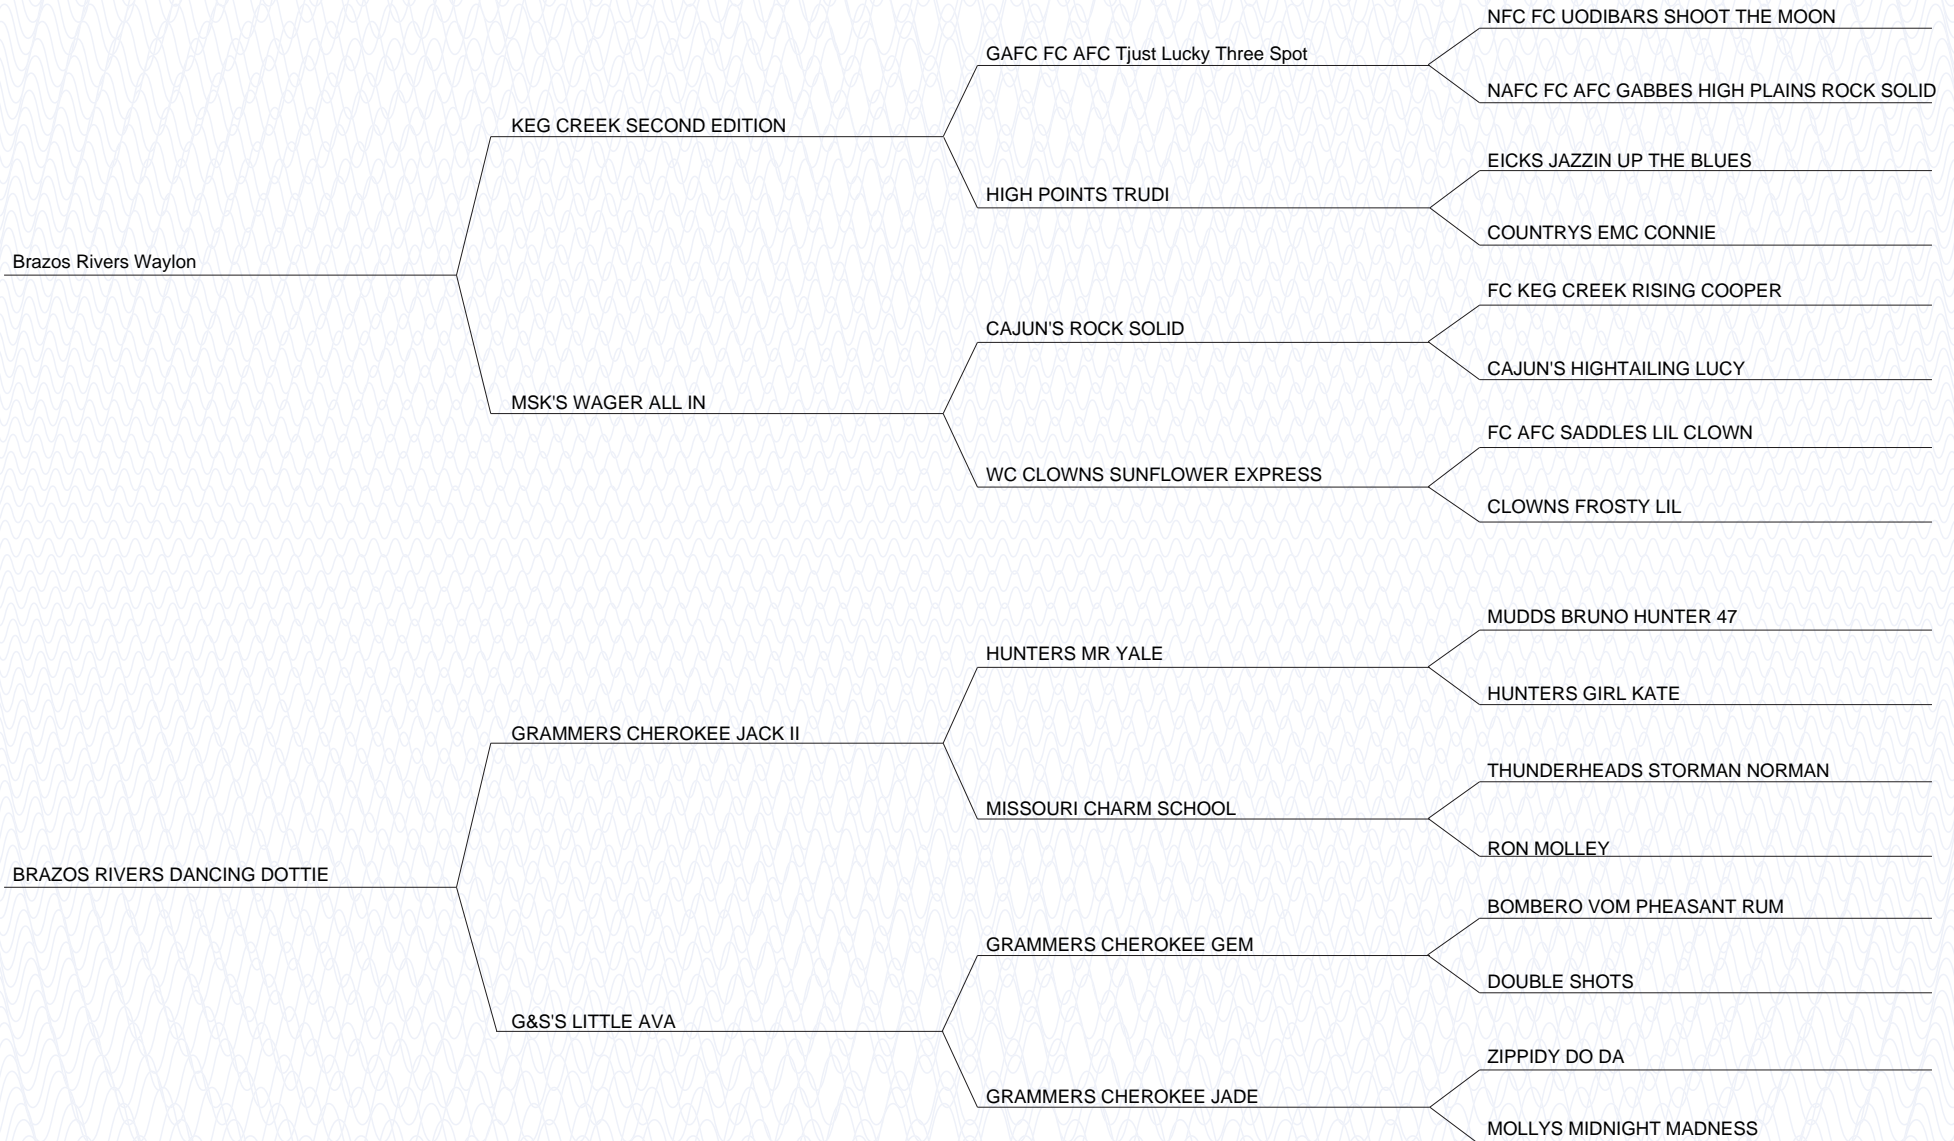 NFC FC UODIBARS SHOOT THE MOON
GAFC FC AFC Tjust Lucky Three Spot
NAFC FC AFC GABBES HIGH PLAINS ROCK SOLID
KEG CREEK SECOND EDITION
EICKS JAZZIN UP THE BLUES
HIGH POINTS TRUDI
COUNTRYS EMC CONNIE
Brazos Rivers Waylon
FC KEG CREEK RISING COOPER
CAJUN'S ROCK SOLID
CAJUN'S HIGHTAILING LUCY
MSK'S WAGER ALL IN
FC AFC SADDLES LIL CLOWN
WC CLOWNS SUNFLOWER EXPRESS
CLOWNS FROSTY LIL
MUDDS BRUNO HUNTER 47
HUNTERS MR YALE
HUNTERS GIRL KATE
GRAMMERS CHEROKEE JACK II
THUNDERHEADS STORMAN NORMAN
MISSOURI CHARM SCHOOL
RON MOLLEY
BRAZOS RIVERS DANCING DOTTIE
BOMBERO VOM PHEASANT RUM
GRAMMERS CHEROKEE GEM
DOUBLE SHOTS
G&S'S LITTLE AVA
ZIPPIDY DO DA
GRAMMERS CHEROKEE JADE
MOLLYS MIDNIGHT MADNESS